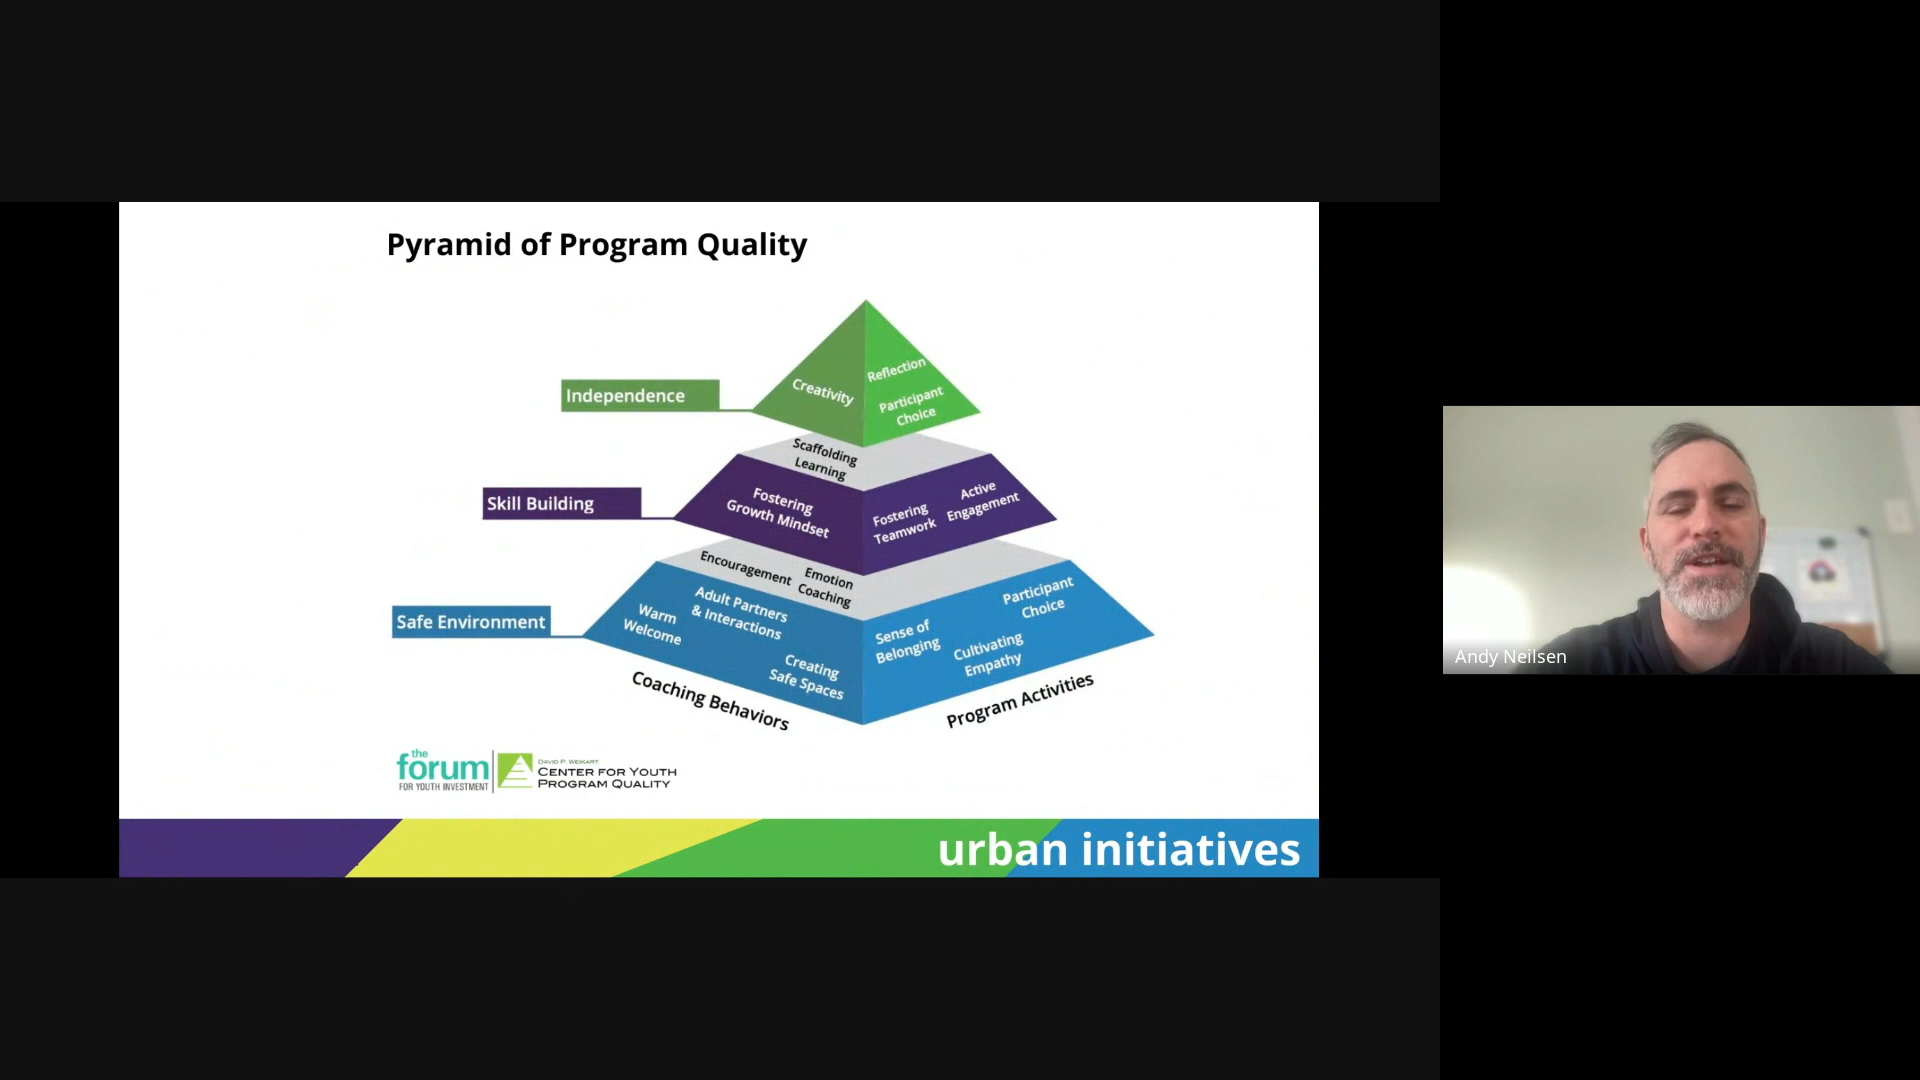 Pyramid of Program Quality
Independence
Creativity
Reflection
Participant
Choice
Scaffolding
Learning
Skill Building
Fostering
Growth Mindset
Fostering
Teamwork
Active
Engagement
Encouragement
Emotion
Coaching
Safe Environment
Warm
Welcome
Adult Partners
& Interactions
Creating
Safe Spaces
Sense of
Belonging
Cultivating
Empathy
Participant
Choice
Coaching Behaviors
Program Activities
the
forum
FOR YOUTH INVESTMENT
DAVID P. WEIKART
CENTER FOR YOUTH
PROGRAM QUALITY
urban initiatives
Andy Neilsen